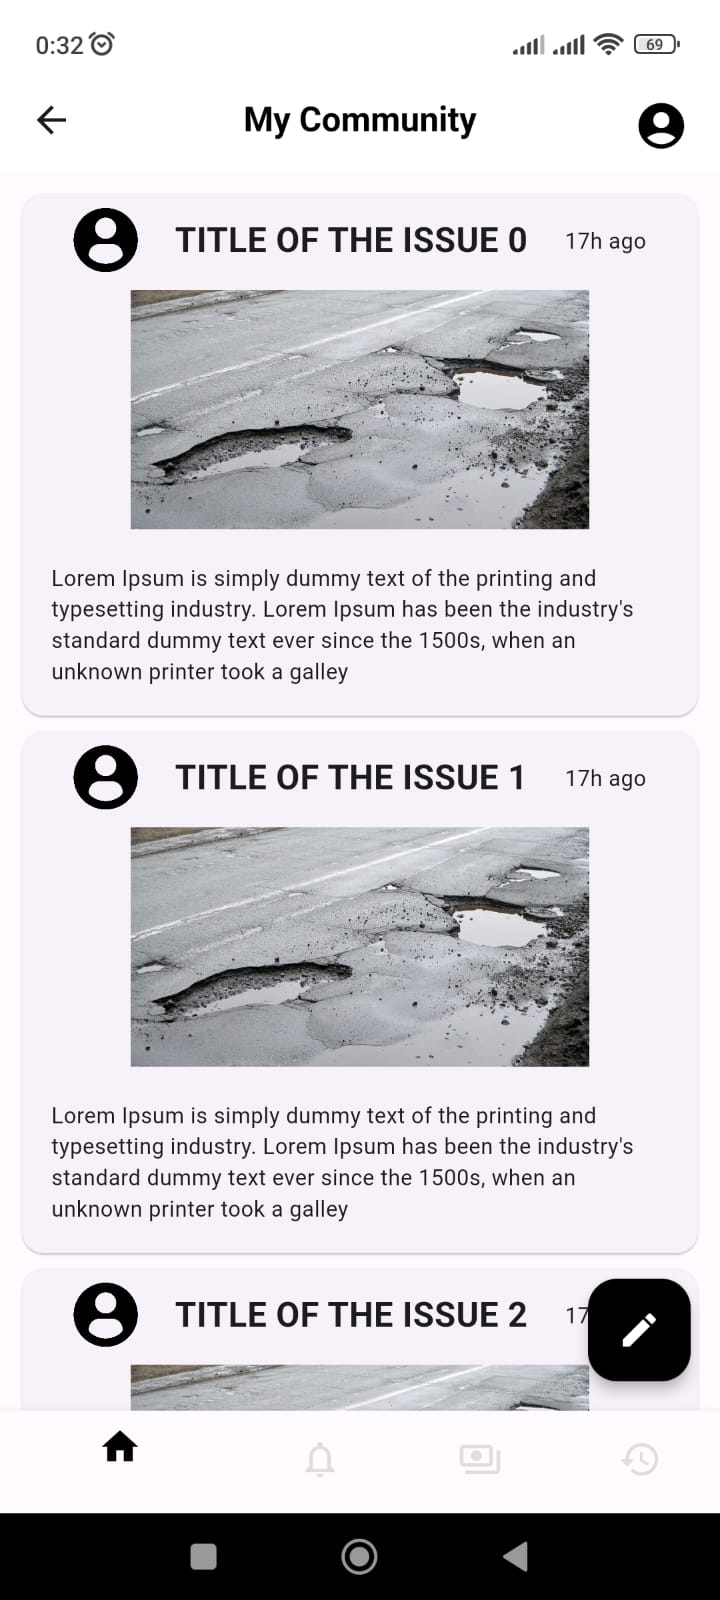 0:32
69
My Community
TITLE OF THE ISSUE 0
17h ago
Lorem Ipsum is simply dummy text of the printing and
typesetting industry. Lorem Ipsum has been the industry's
standard dummy text ever since the 1500s, when an
unknown printer took a galley
TITLE OF THE ISSUE 1
17h ago
Lorem Ipsum is simply dummy text of the printing and
typesetting industry. Lorem Ipsum has been the industry's
standard dummy text ever since the 1500s, when an
unknown printer took a galley
TITLE OF THE ISSUE 2
17